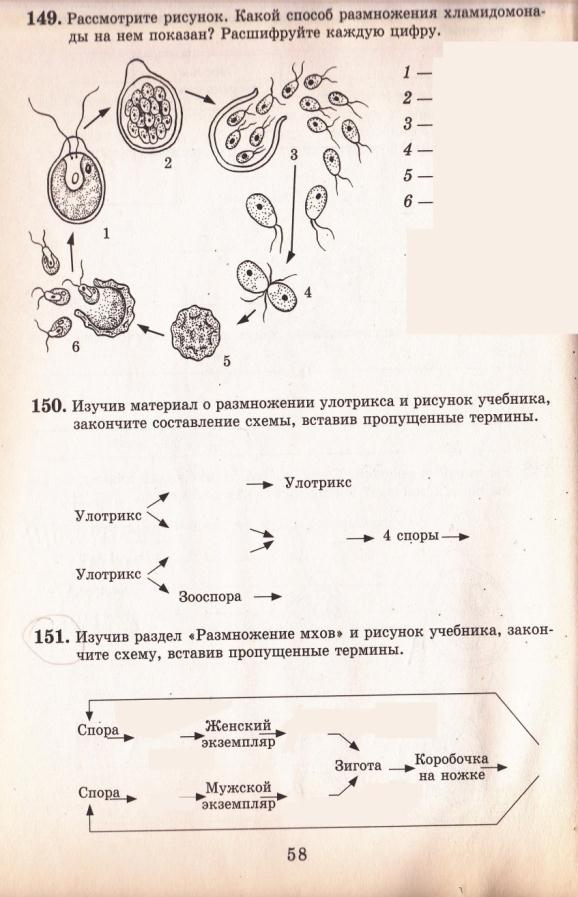 149. Рассмотрите рисунок. Какой способ размножения хламидомона-
ды на нем показан? Расшифруйте каждую цифру.
1 —
2 —
3 —
4 —
5 —
6 —
1
2
3
4
5
6
150. Изучив материал о размножении улотрикса и рисунок учебника,
закончите составление схемы, вставив пропущенные термины.
Улотрикс
Улотрикс
4 споры
Улотрикс
Зооспора
151. Изучив раздел «Размножение мхов» и рисунок учебника, закон-
чите схему, вставив пропущенные термины.
Спора
Женский
экземпляр
Зигота
Коробочка
на ножке
Спора
Мужской
экземпляр
58